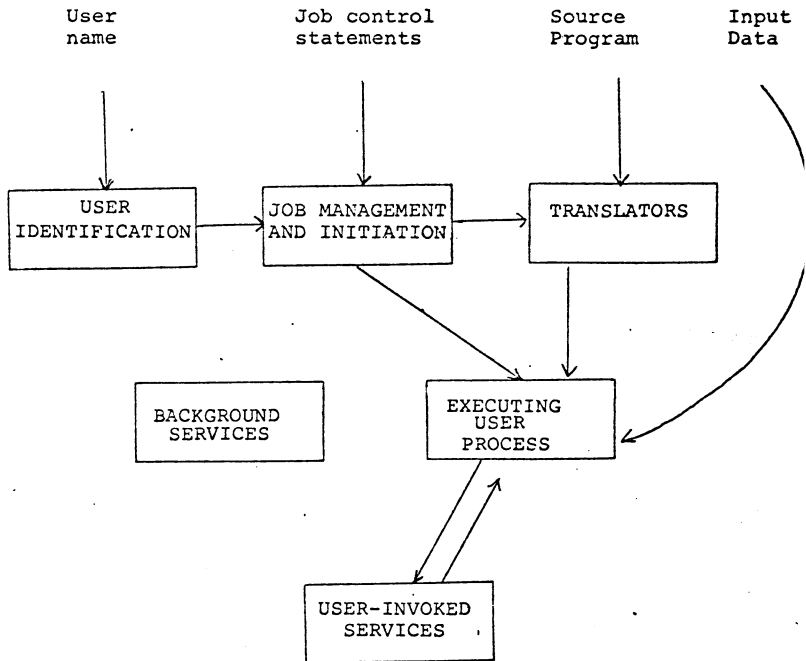 User
name
Job control
statements
Source
Program
Input
Data
USER
IDENTIFICATION
JOB MANAGEMENT
AND INITIATION
TRANSLATORS
BACKGROUND
SERVICES
EXECUTING
USER
PROCESS
USER-INVOKED
SERVICES